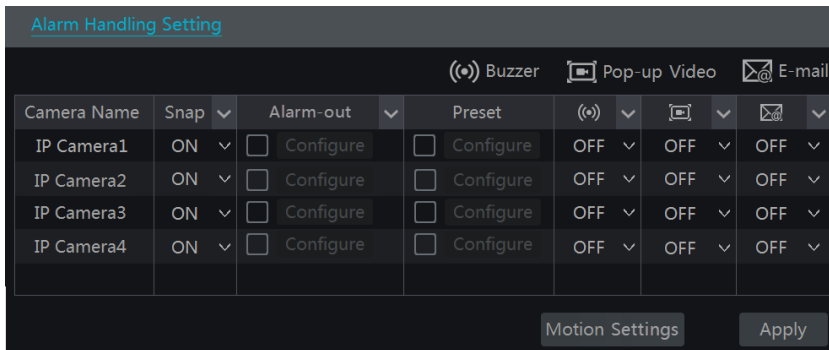 Alarm Handling Setting
Buzzer Pop-up Video E-mail
Camera Name Snap Alarm-out Preset
IP Camera1 ON Configure Configure OFF OFF OFF
IP Camera2 ON Configure Configure OFF OFF OFF
IP Camera3 ON Configure Configure OFF OFF OFF
IP Camera4 ON Configure Configure OFF OFF OFF
Motion Settings Apply